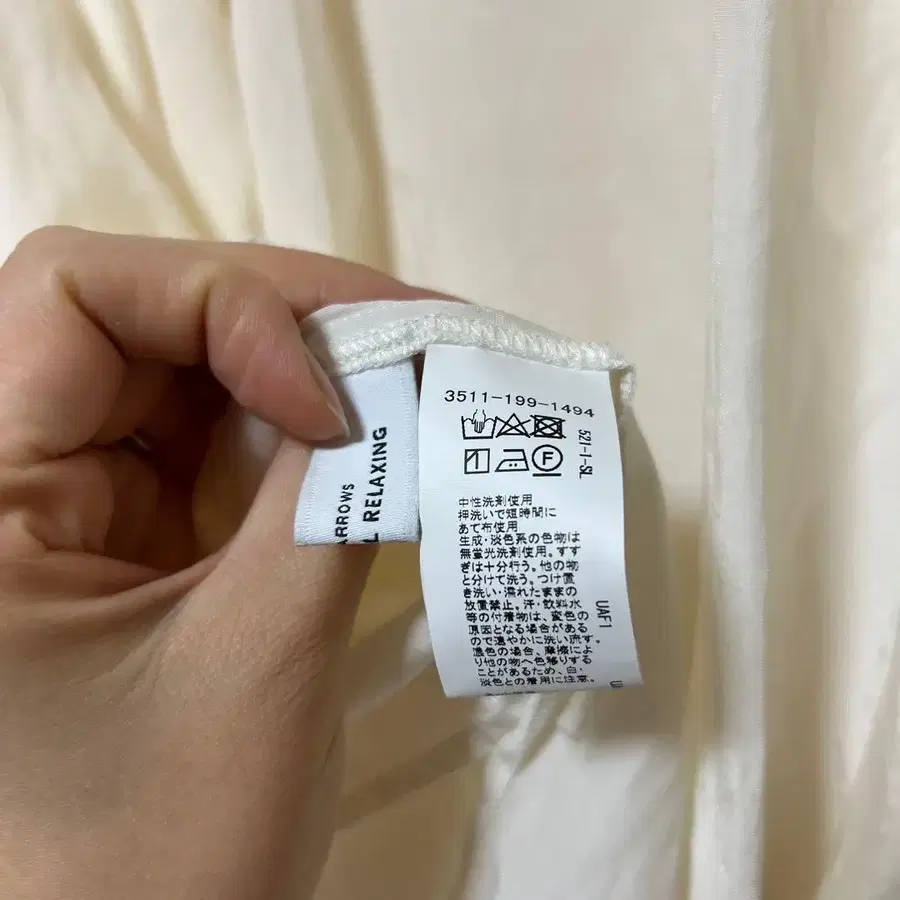 ARROWS
L RELAXING
3511-199-1494
521-I-SL
F
中性洗剤使用
押洗いで短時間に
あて布使用
生成・淡色系の色物は
無蛍光洗剤使用。すす
ぎは十分行う。他の物
と分けて洗う。つけ置
き洗い・濡れたままの
放置禁止。汗・飲料水
等の付着物は、変色の
原因となる場合がある
ので速やかに洗い流す。
濃色の場合、摩擦によ
り他の物へ色移りする
ことがあるため、白・
淡色との着用に注意。
UAF1